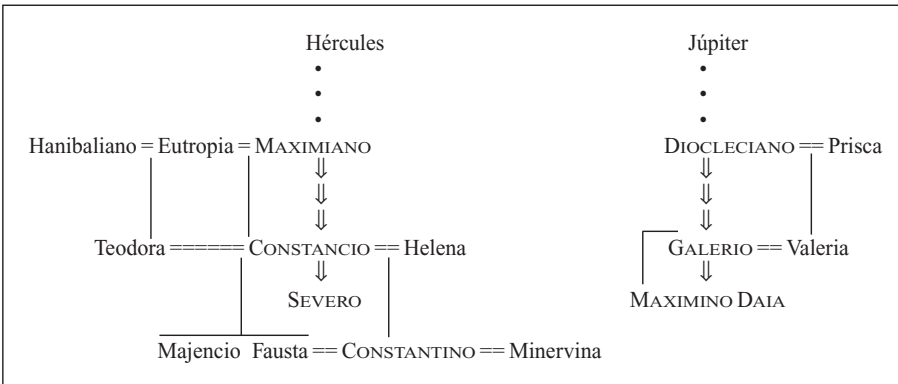 Hércules Júpiter
Hanibaliano = Eutropia = MAXIMIANO DIOCLECIANO == Prisca
Teodora ====== CONSTANCIO == Helena GALERIO == Valeria
SEVERO MAXIMINO DAIA
Majencio Fausta == CONSTANTINO == Minervina